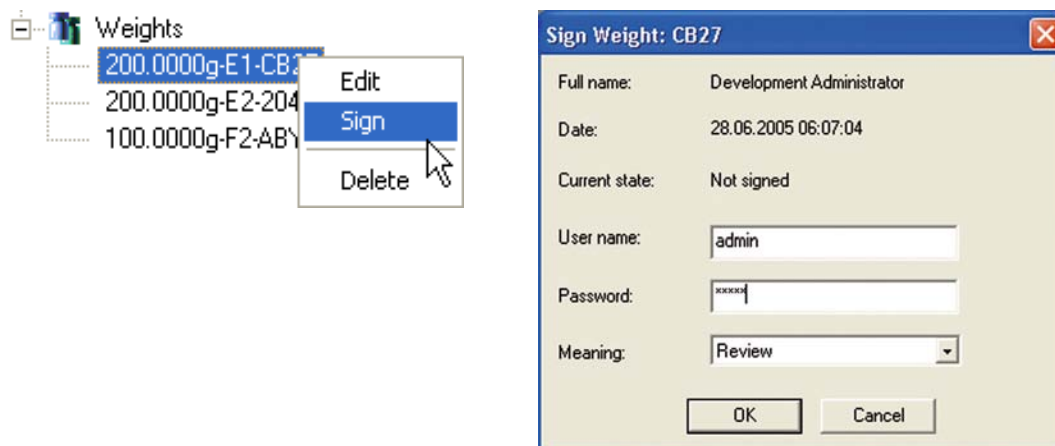 Weights
200.0000g-E1-CB27
200.0000g-E2-204
100.0000g-F2-ABY
Edit
Sign
Delete
Sign Weight: CB27
Full name: Development Administrator
Date: 28.06.2005 06:07:04
Current state: Not signed
User name: admin
Password: *****
Meaning: Review
OK Cancel